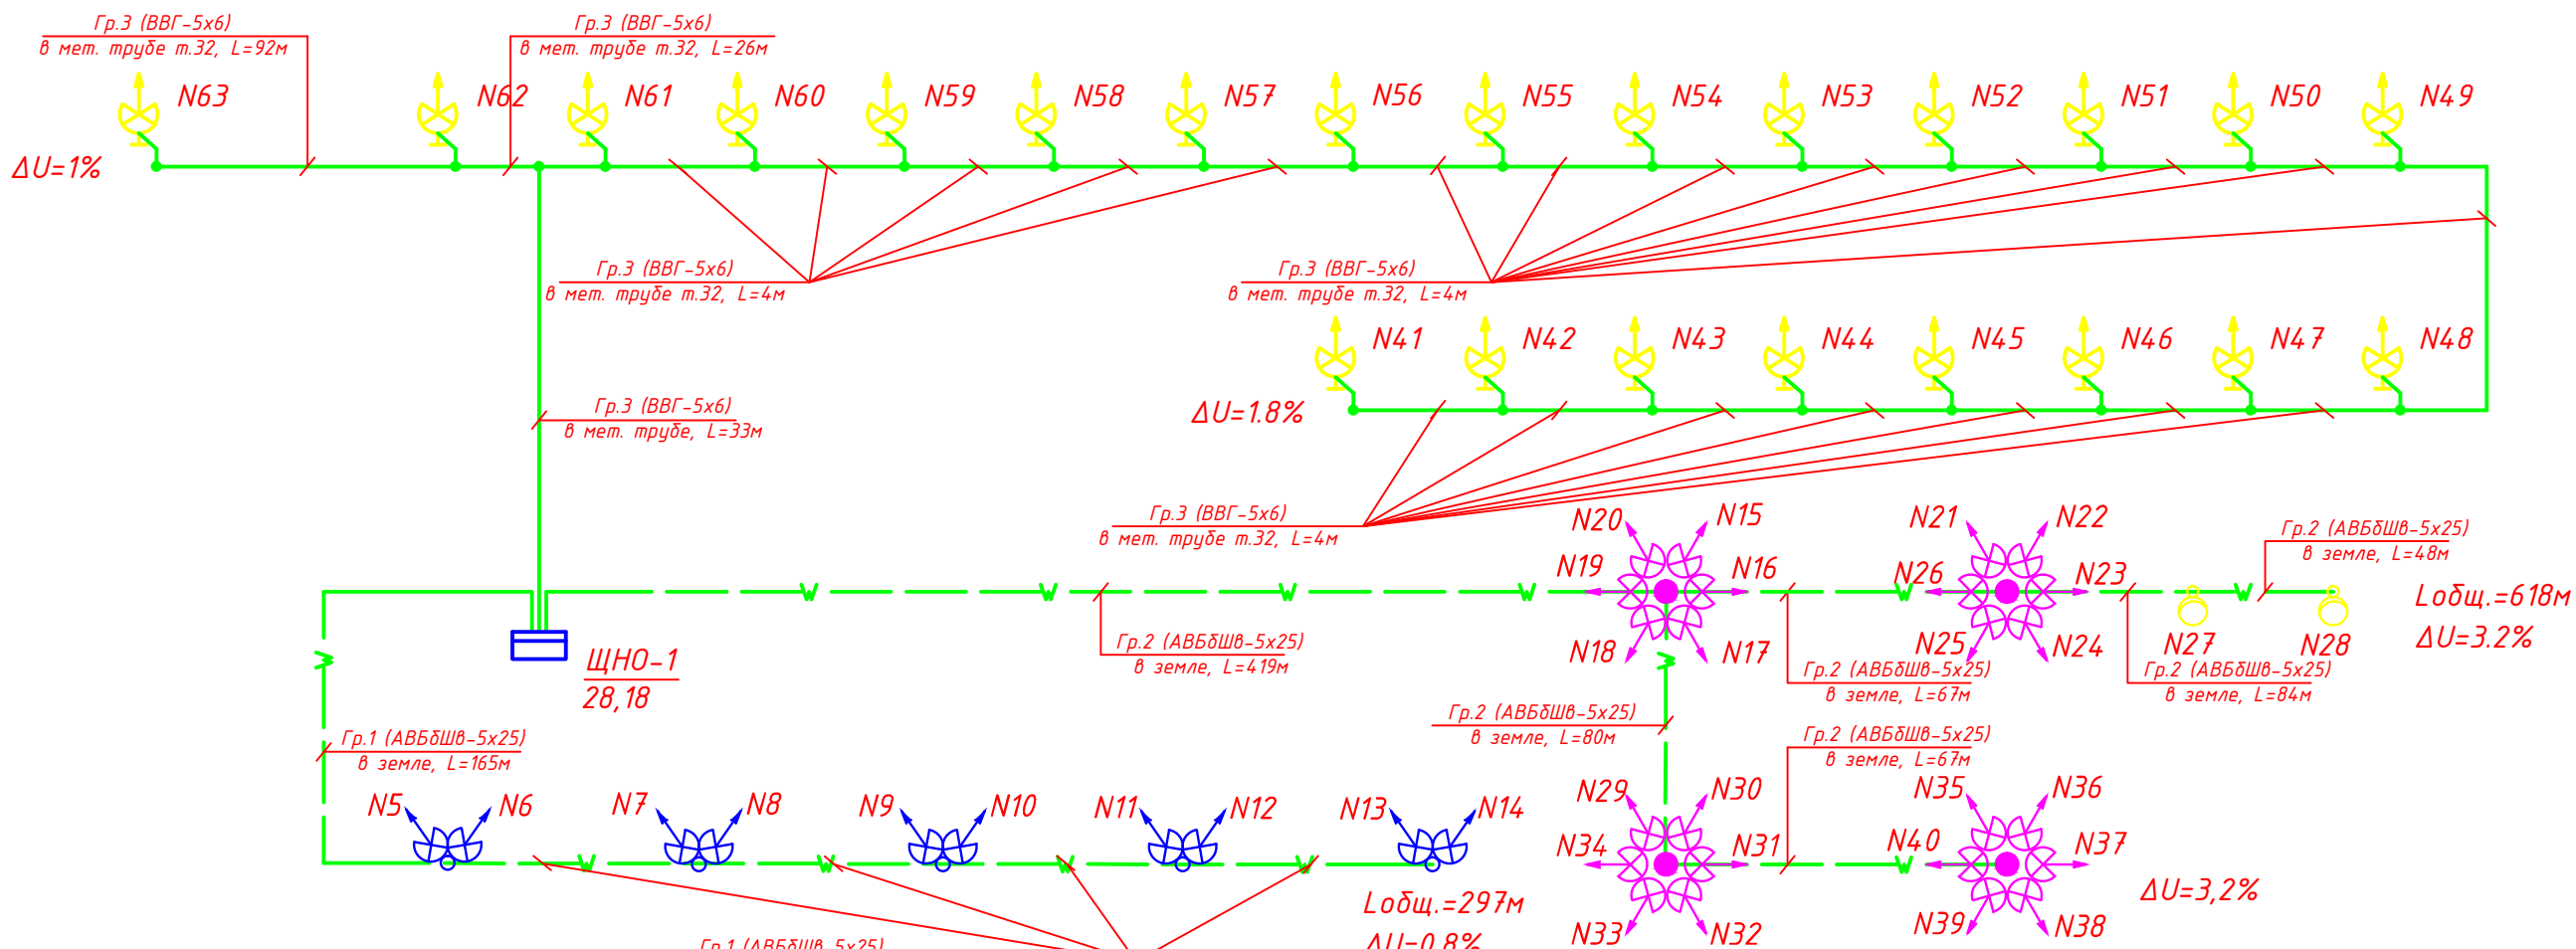 Гр.3 (ВВГ-5х6)
в мет. трубе т.32, L=92м
Гр.3 (ВВГ-5х6)
в мет. трубе т.32, L=26м
N63
N62
N61
N60
N59
N58
N57
N56
N55
N54
N53
N52
N51
N50
N49
ΔU=1%
Гр.3 (ВВГ-5х6)
в мет. трубе т.32, L=4м
Гр.3 (ВВГ-5х6)
в мет. трубе т.32, L=4м
N41
N42
N43
N44
N45
N46
N47
N48
ΔU=1.8%
Гр.3 (ВВГ-5х6)
в мет. трубе, L=33м
Гр.3 (ВВГ-5х6)
в мет. трубе т.32, L=4м
N20
N15
N21
N22
Гр.2 (АВБбШв-5х25)
в земле, L=48м
N19
N16
N26
N23
Lобщ.=618м
ΔU=3.2%
Гр.2 (АВБбШв-5х25)
в земле, L=419м
N18
N17
N25
N24
N27
N28
ЩНО-1
28,18
Гр.2 (АВБбШв-5х25)
в земле, L=67м
Гр.2 (АВБбШв-5х25)
в земле, L=84м
Гр.2 (АВБбШв-5х25)
в земле, L=80м
Гр.1 (АВБбШв-5х25)
в земле, L=165м
Гр.2 (АВБбШв-5х25)
в земле, L=67м
N5
N6
N7
N8
N9
N10
N11
N12
N13
N14
N29
N30
N35
N36
N34
N31
N40
N37
Lобщ.=297м
ΔU=0,8%
ΔU=3,2%
N33
N32
N39
N38
Гр.1 (АВБбШв-5х25)